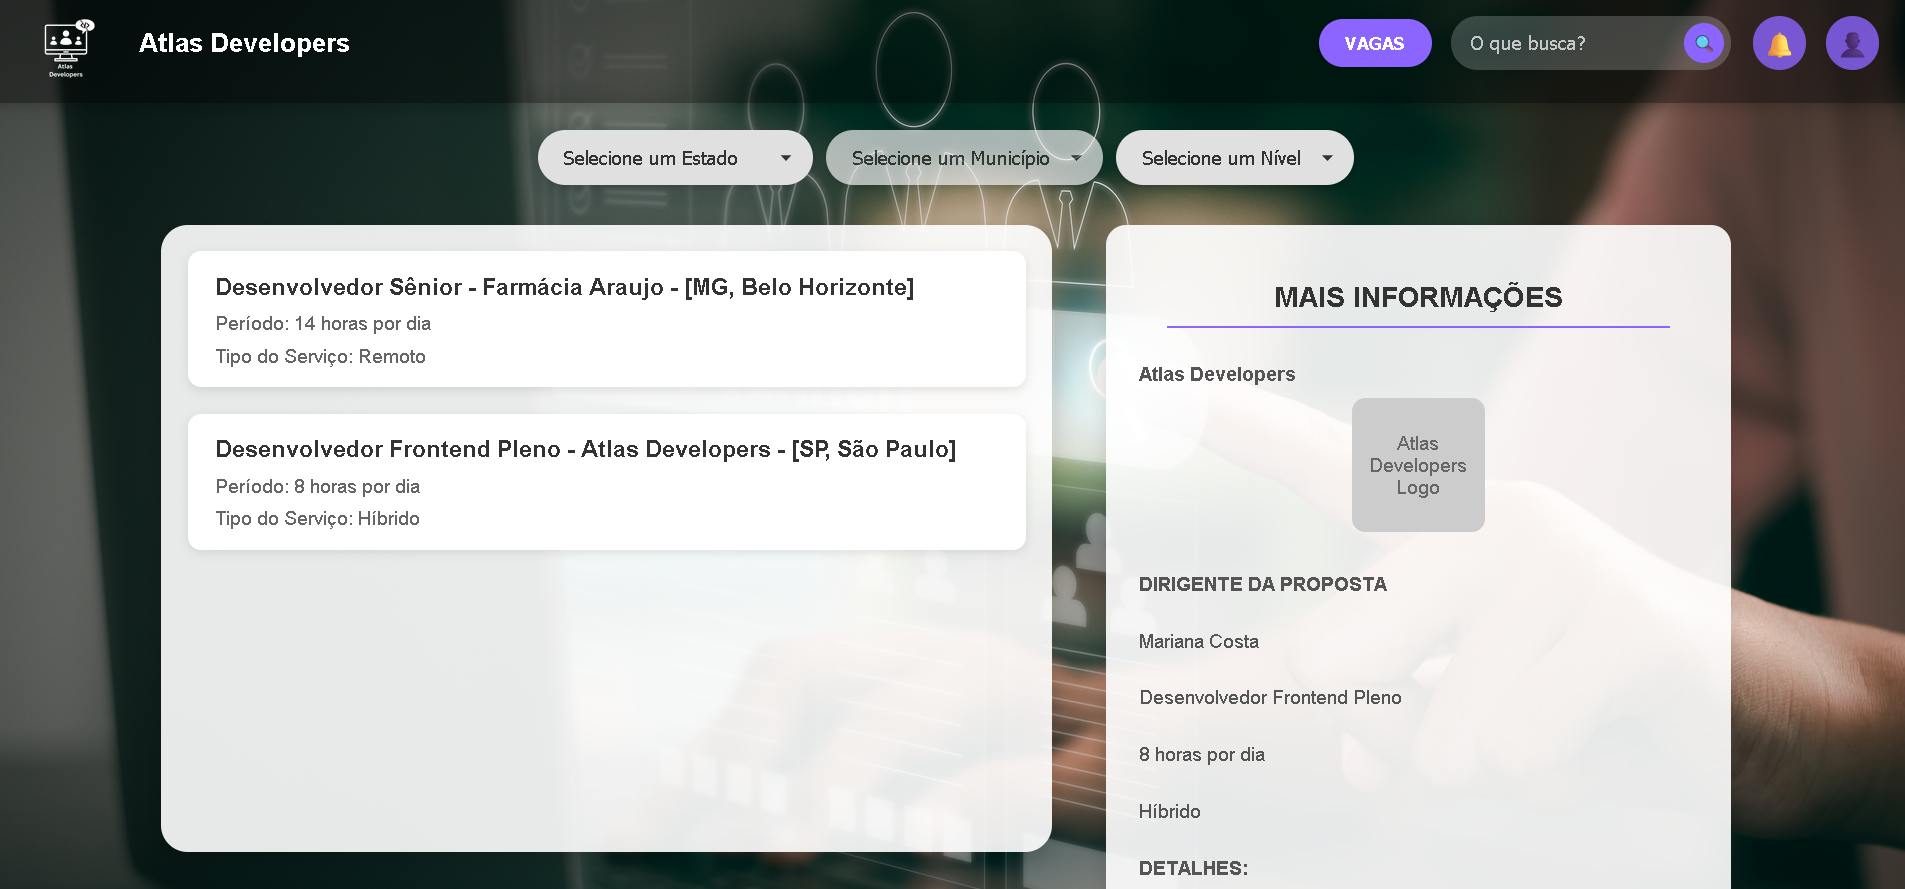 Atlas
Developers
Atlas Developers
VAGAS
O que busca?
Selecione um Estado
Selecione um Município
Selecione um Nível
Desenvolvedor Sênior - Farmácia Araujo - [MG, Belo Horizonte]
Período: 14 horas por dia
Tipo do Serviço: Remoto
Desenvolvedor Frontend Pleno - Atlas Developers - [SP, São Paulo]
Período: 8 horas por dia
Tipo do Serviço: Híbrido
MAIS INFORMAÇÕES
Atlas Developers
Atlas
Developers
Logo
DIRIGENTE DA PROPOSTA
Mariana Costa
Desenvolvedor Frontend Pleno
8 horas por dia
Híbrido
DETALHES: